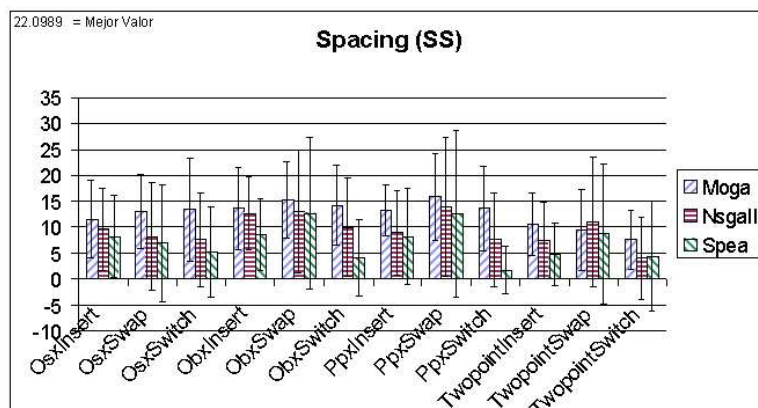 22.0989 = Mejor Valor
Spacing (SS)
35
30
25
20
15
10
5
0
-5
-10
OsxInsert
OsxSwap
OsxSwitch
ObxInsert
ObxSwap
ObxSwitch
PpxInsert
PpxSwap
PpxSwitch
TwopointInsert
TwopointSwap
TwopointSwitch
Moga
NsgaII
Spea